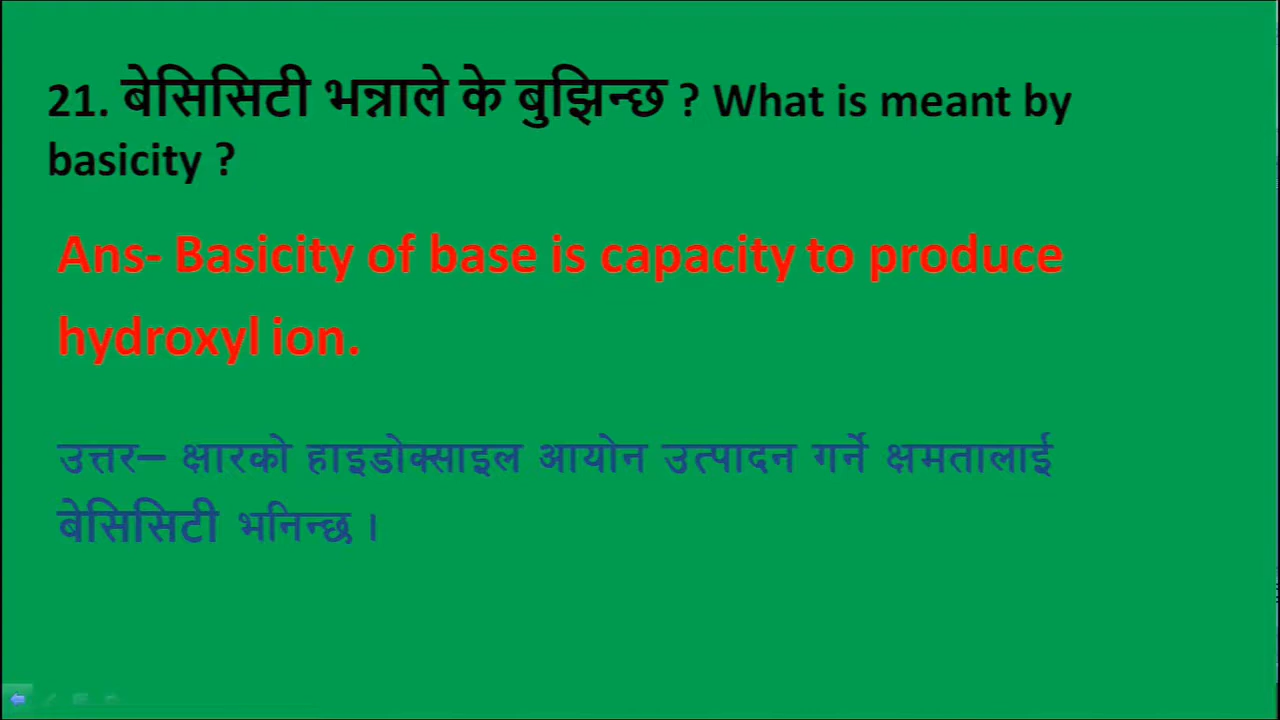 21. बेसिसिटी भन्नाले के बुझिन्छ ? What is meant by
basicity ?
Ans- Basicity of base is capacity to produce
hydroxyl ion.
उत्तर– क्षारको हाइडोक्साइल आयोन उत्पादन गर्ने क्षमतालाई
बेसिसिटी भनिन्छ ।